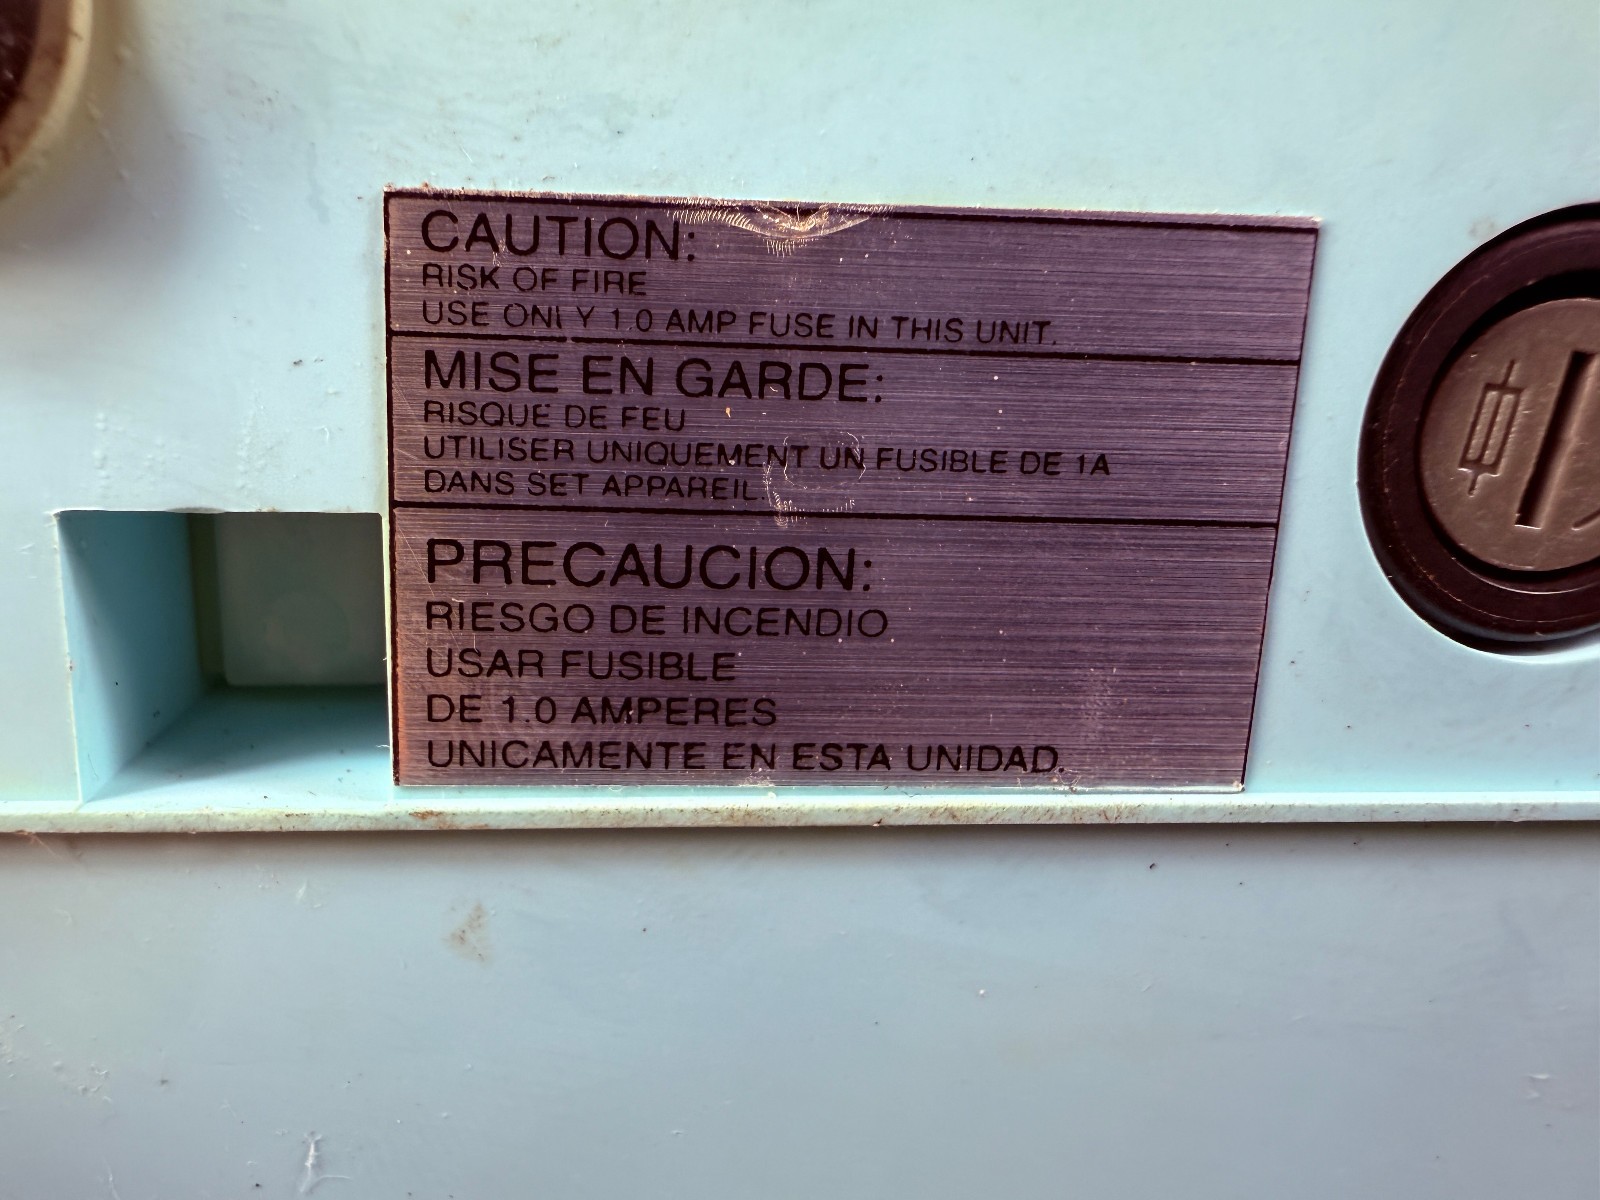 CAUTION:
RISK OF FIRE
USE ONLY 1.0 AMP FUSE IN THIS UNIT.
MISE EN GARDE:
RISQUE DE FEU
UTILISER UNIQUEMENT UN FUSIBLE DE 1A
DANS SET APPAREIL.
PRECAUCION:
RIESGO DE INCENDIO
USAR FUSIBLE
DE 1.0 AMPERES
UNICAMENTE EN ESTA UNIDAD.